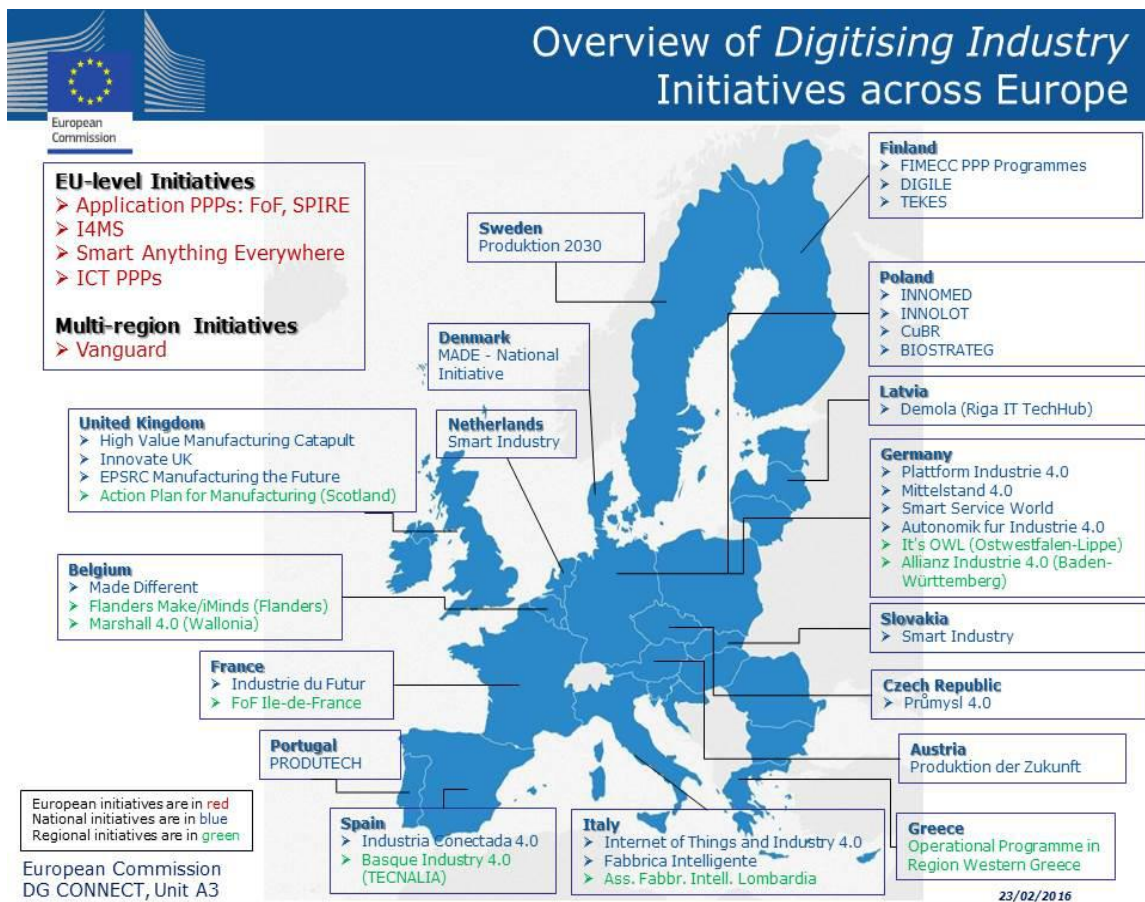 Overview of Digitising Industry
Initiatives across Europe
European
Commission
EU-level Initiatives
➢ Application PPPs: FoF, SPIRE
➢ I4MS
➢ Smart Anything Everywhere
➢ ICT PPPs
Multi-region Initiatives
➢ Vanguard
Finland
➢ FIMECC PPP Programmes
➢ DIGILE
➢ TEKES
Sweden
Produktion 2030
Poland
➢ INNOMED
➢ INNOLOT
➢ CuBR
➢ BIOSTRATEG
Denmark
MADE - National
Initiative
Latvia
➢ Demola (Riga IT TechHub)
United Kingdom
➢ High Value Manufacturing Catapult
➢ Innovate UK
➢ EPSRC Manufacturing the Future
➢ Action Plan for Manufacturing (Scotland)
Netherlands
Smart Industry
Germany
➢ Plattform Industrie 4.0
➢ Mittelstand 4.0
➢ Smart Service World
➢ Autonomik fur Industrie 4.0
➢ It's OWL (Ostwestfalen-Lippe)
➢ Allianz Industrie 4.0 (Baden-
Württemberg)
Belgium
➢ Made Different
➢ Flanders Make/iMinds (Flanders)
➢ Marshall 4.0 (Wallonia)
Slovakia
➢ Smart Industry
France
➢ Industrie du Futur
➢ FoF Ile-de-France
Czech Republic
➢ Průmysl 4.0
Portugal
PRODUTECH
Austria
Produktion der Zukunft
European initiatives are in red
National initiatives are in blue
Regional initiatives are in green
Spain
➢ Industria Conectada 4.0
➢ Basque Industry 4.0
(TECNALIA)
Italy
➢ Internet of Things and Industry 4.0
➢ Fabbrica Intelligente
➢ Ass. Fabbr. Intell. Lombardia
Greece
Operational Programme in
Region Western Greece
European Commission
DG CONNECT, Unit A3
23/02/2016